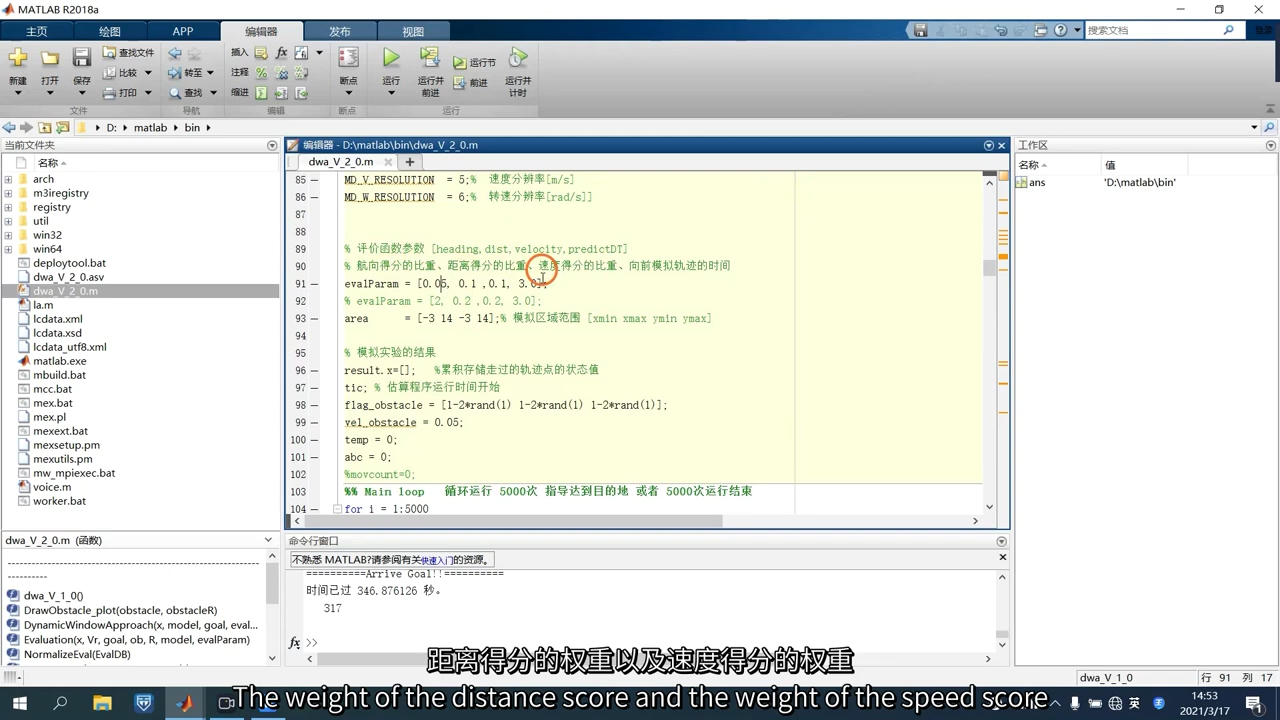 MATLAB R2018a
主页 绘图 APP 编辑器 发布 视图
搜索文档
登录
新建 打开 保存 查找文件 比较 打印
文件
转至 查找
导航
插入 注释 缩进
编辑
断点
断点
运行 运行并前进 运行节 前进 运行并计时
运行
D: matlab bin
当前文件夹
名称
arch
m3iregistry
registry
util
win32
win64
deploytool.bat
dwa_V_2_0.asv
dwa_V_2_0.m
la.m
lcdata.xml
lcdata.xsd
lcdata_utf8.xml
matlab.exe
mbuild.bat
mcc.bat
mex.bat
mex.pl
mexext.bat
mexsetup.pm
mexutils.pm
mw_mpiexec.bat
voice.m
worker.bat
dwa_V_2_0.m (函数)
----------
dwa_V_1_0()
DrawObstacle_plot(obstacle, obstacleR)
DynamicWindowApproach(x, model, goal, eva...
Evaluation(x, Vr, goal, ob, R, model, evalParam)
NormalizeEval(EvalDB)
编辑器 - D:\matlab\bin\dwa_V_2_0.m
dwa_V_2_0.m
85 MD_V_RESOLUTION = 5;% 速度分辨率[m/s]
86 MD_W_RESOLUTION = 6;% 转速分辨率[rad/s]]
87
88
89 % 评价函数参数 [heading,dist,velocity,predictDT]
90 % 航向得分的比重、距离得分的比重、速度得分的比重、向前模拟轨迹的时间
91 evalParam = [0.05, 0.1 ,0.1, 3.0];
92 % evalParam = [2, 0.2 ,0.2, 3.0];
93 area = [-3 14 -3 14];% 模拟区域范围 [xmin xmax ymin ymax]
94
95 % 模拟实验的结果
96 result.x=[]; %累积存储走过的轨迹点的状态值
97 tic; % 估算程序运行时间开始
98 flag_obstacle = [1-2*rand(1) 1-2*rand(1) 1-2*rand(1)];
99 vel_obstacle = 0.05;
100 temp = 0;
101 abc = 0;
102 %movcount=0;
103 %% Main loop 循环运行 5000次 指导达到目的地 或者 5000次运行结束
104 for i = 1:5000
命令行窗口
不熟悉 MATLAB?请参阅有关快速入门的资源。
==========Arrive Goal!!==========
时间已过 346.876126 秒。
317
fx >>
工作区
名称 值
ans 'D:\matlab\bin'
dwa_V_1_0 行 91 列 17
距离得分的权重以及速度得分的权重
The weight of the distance score and the weight of the speed score
英
14:53
2021/3/17